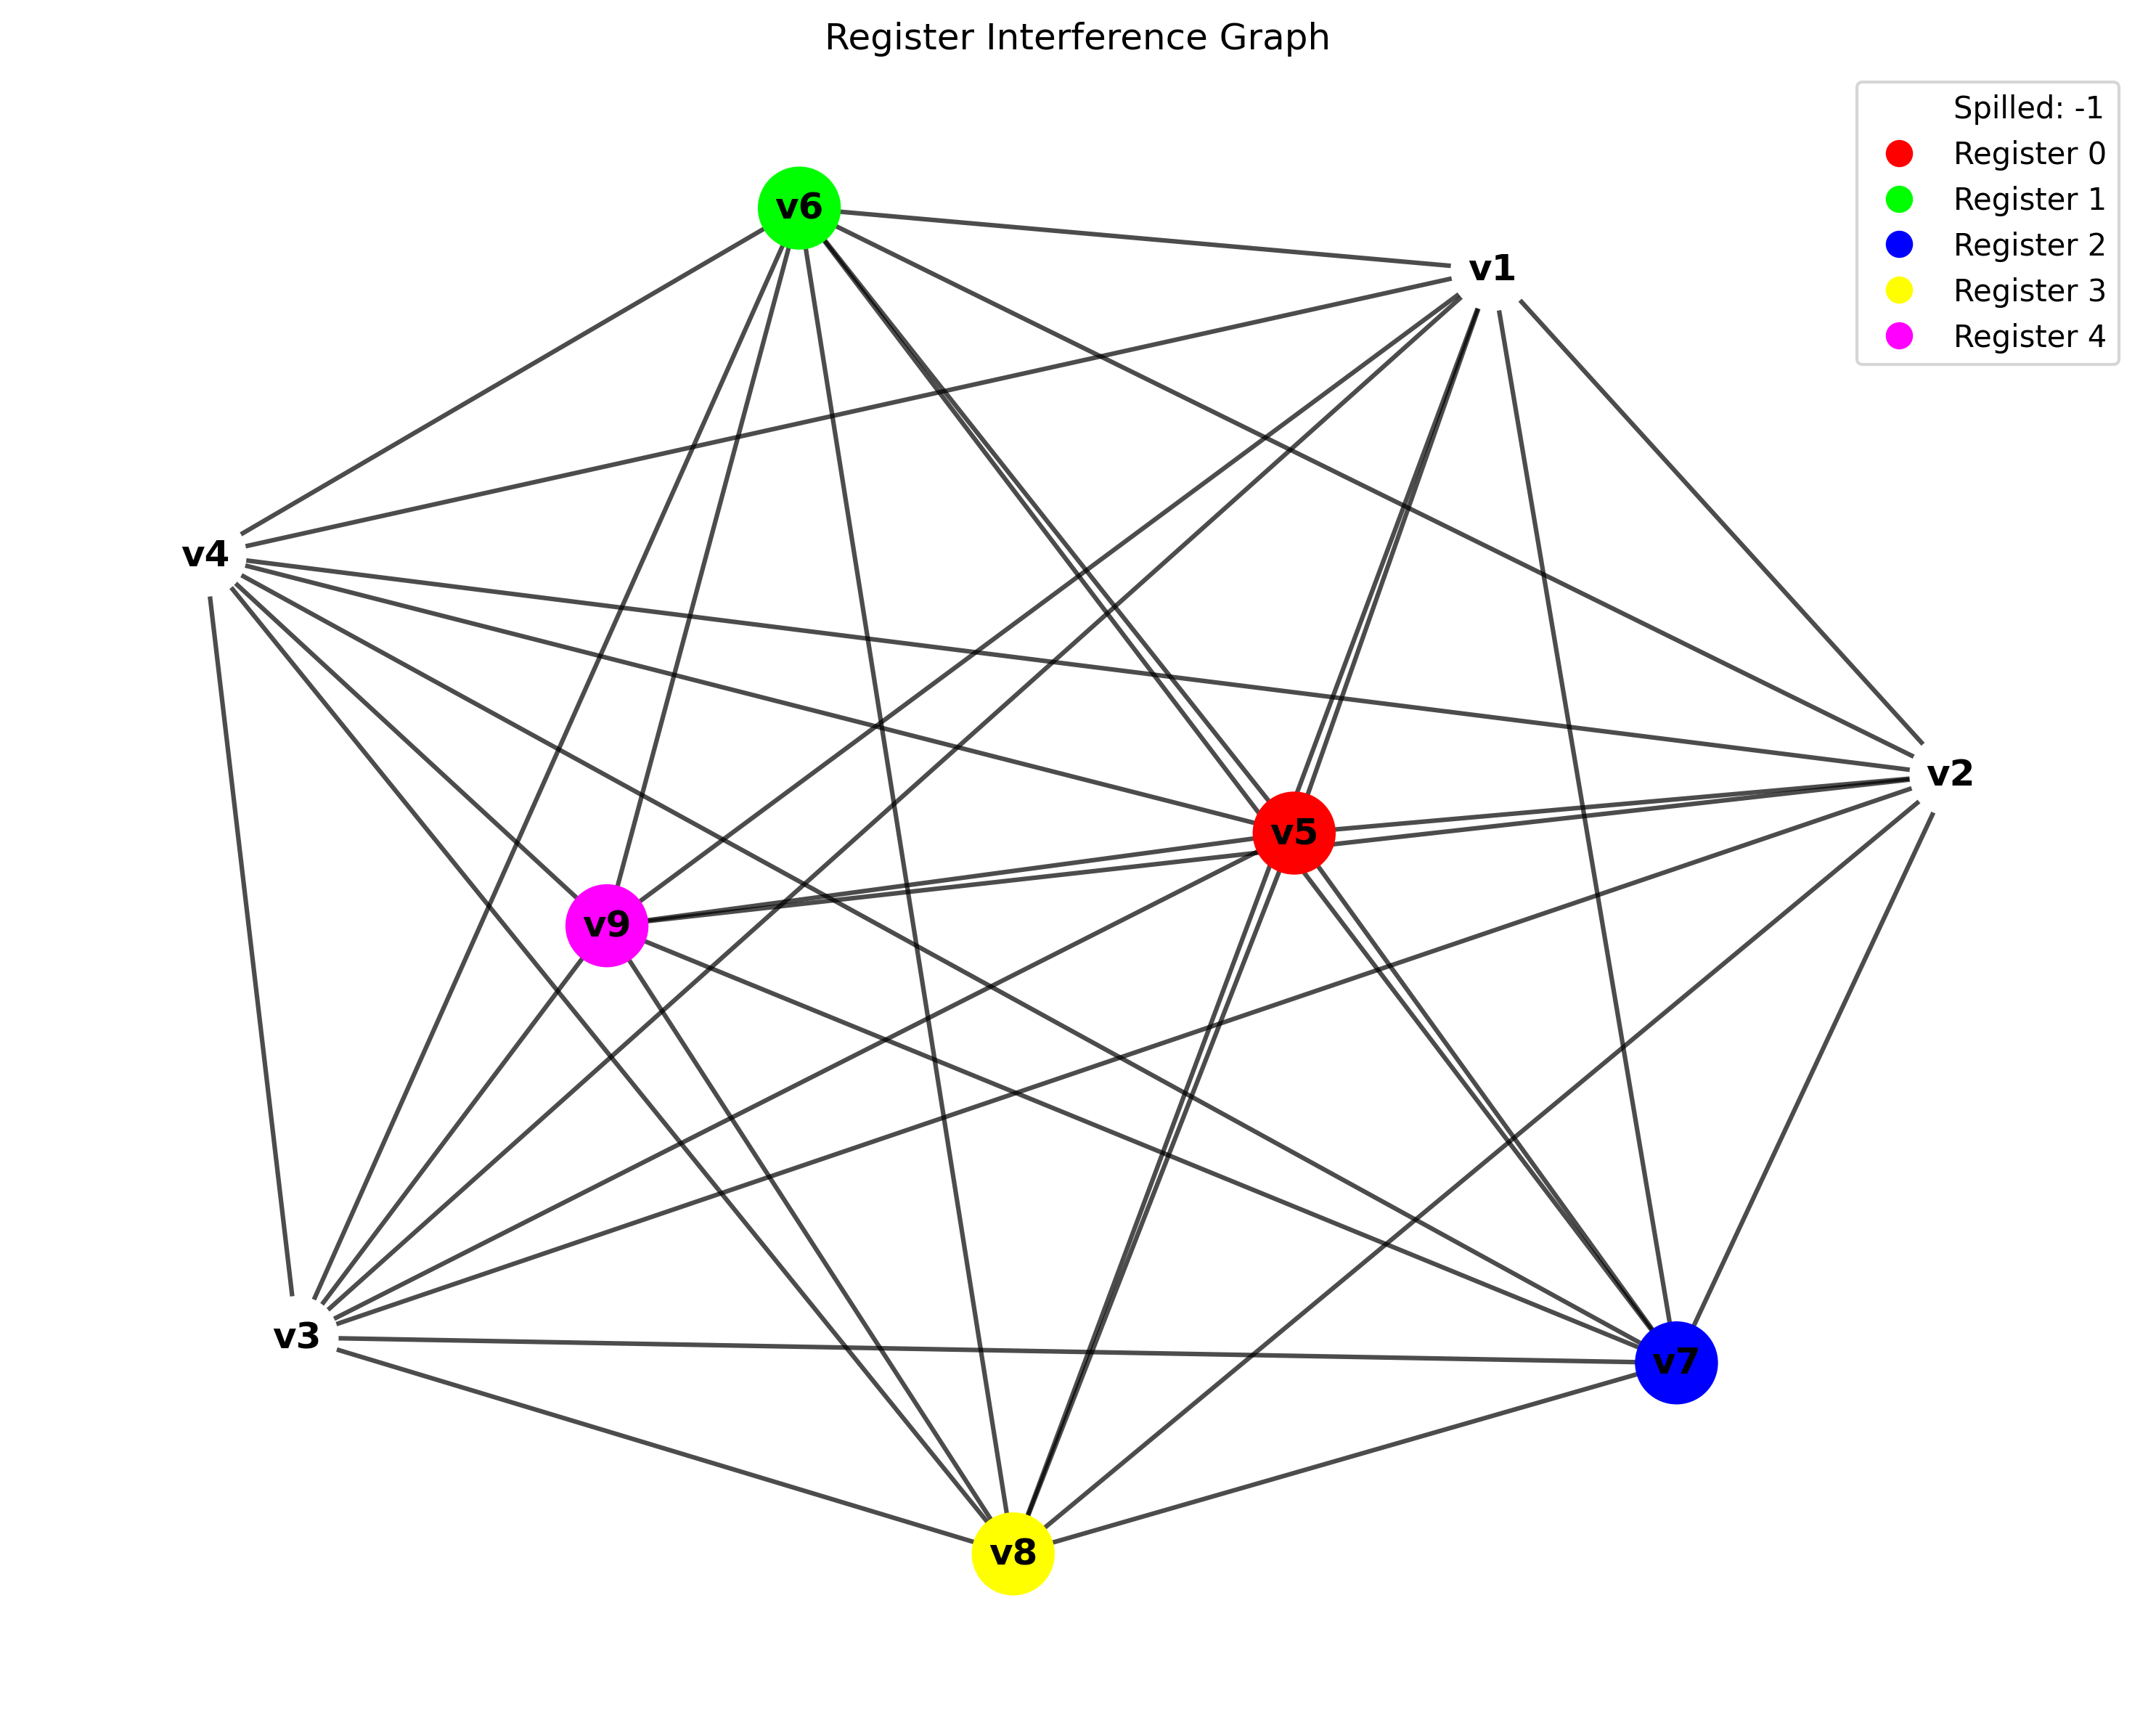 Register Interference Graph
Spilled: -1
Register 0
Register 1
Register 2
Register 3
Register 4
v6
v1
v4
v2
v5
v9
v3
v7
v8